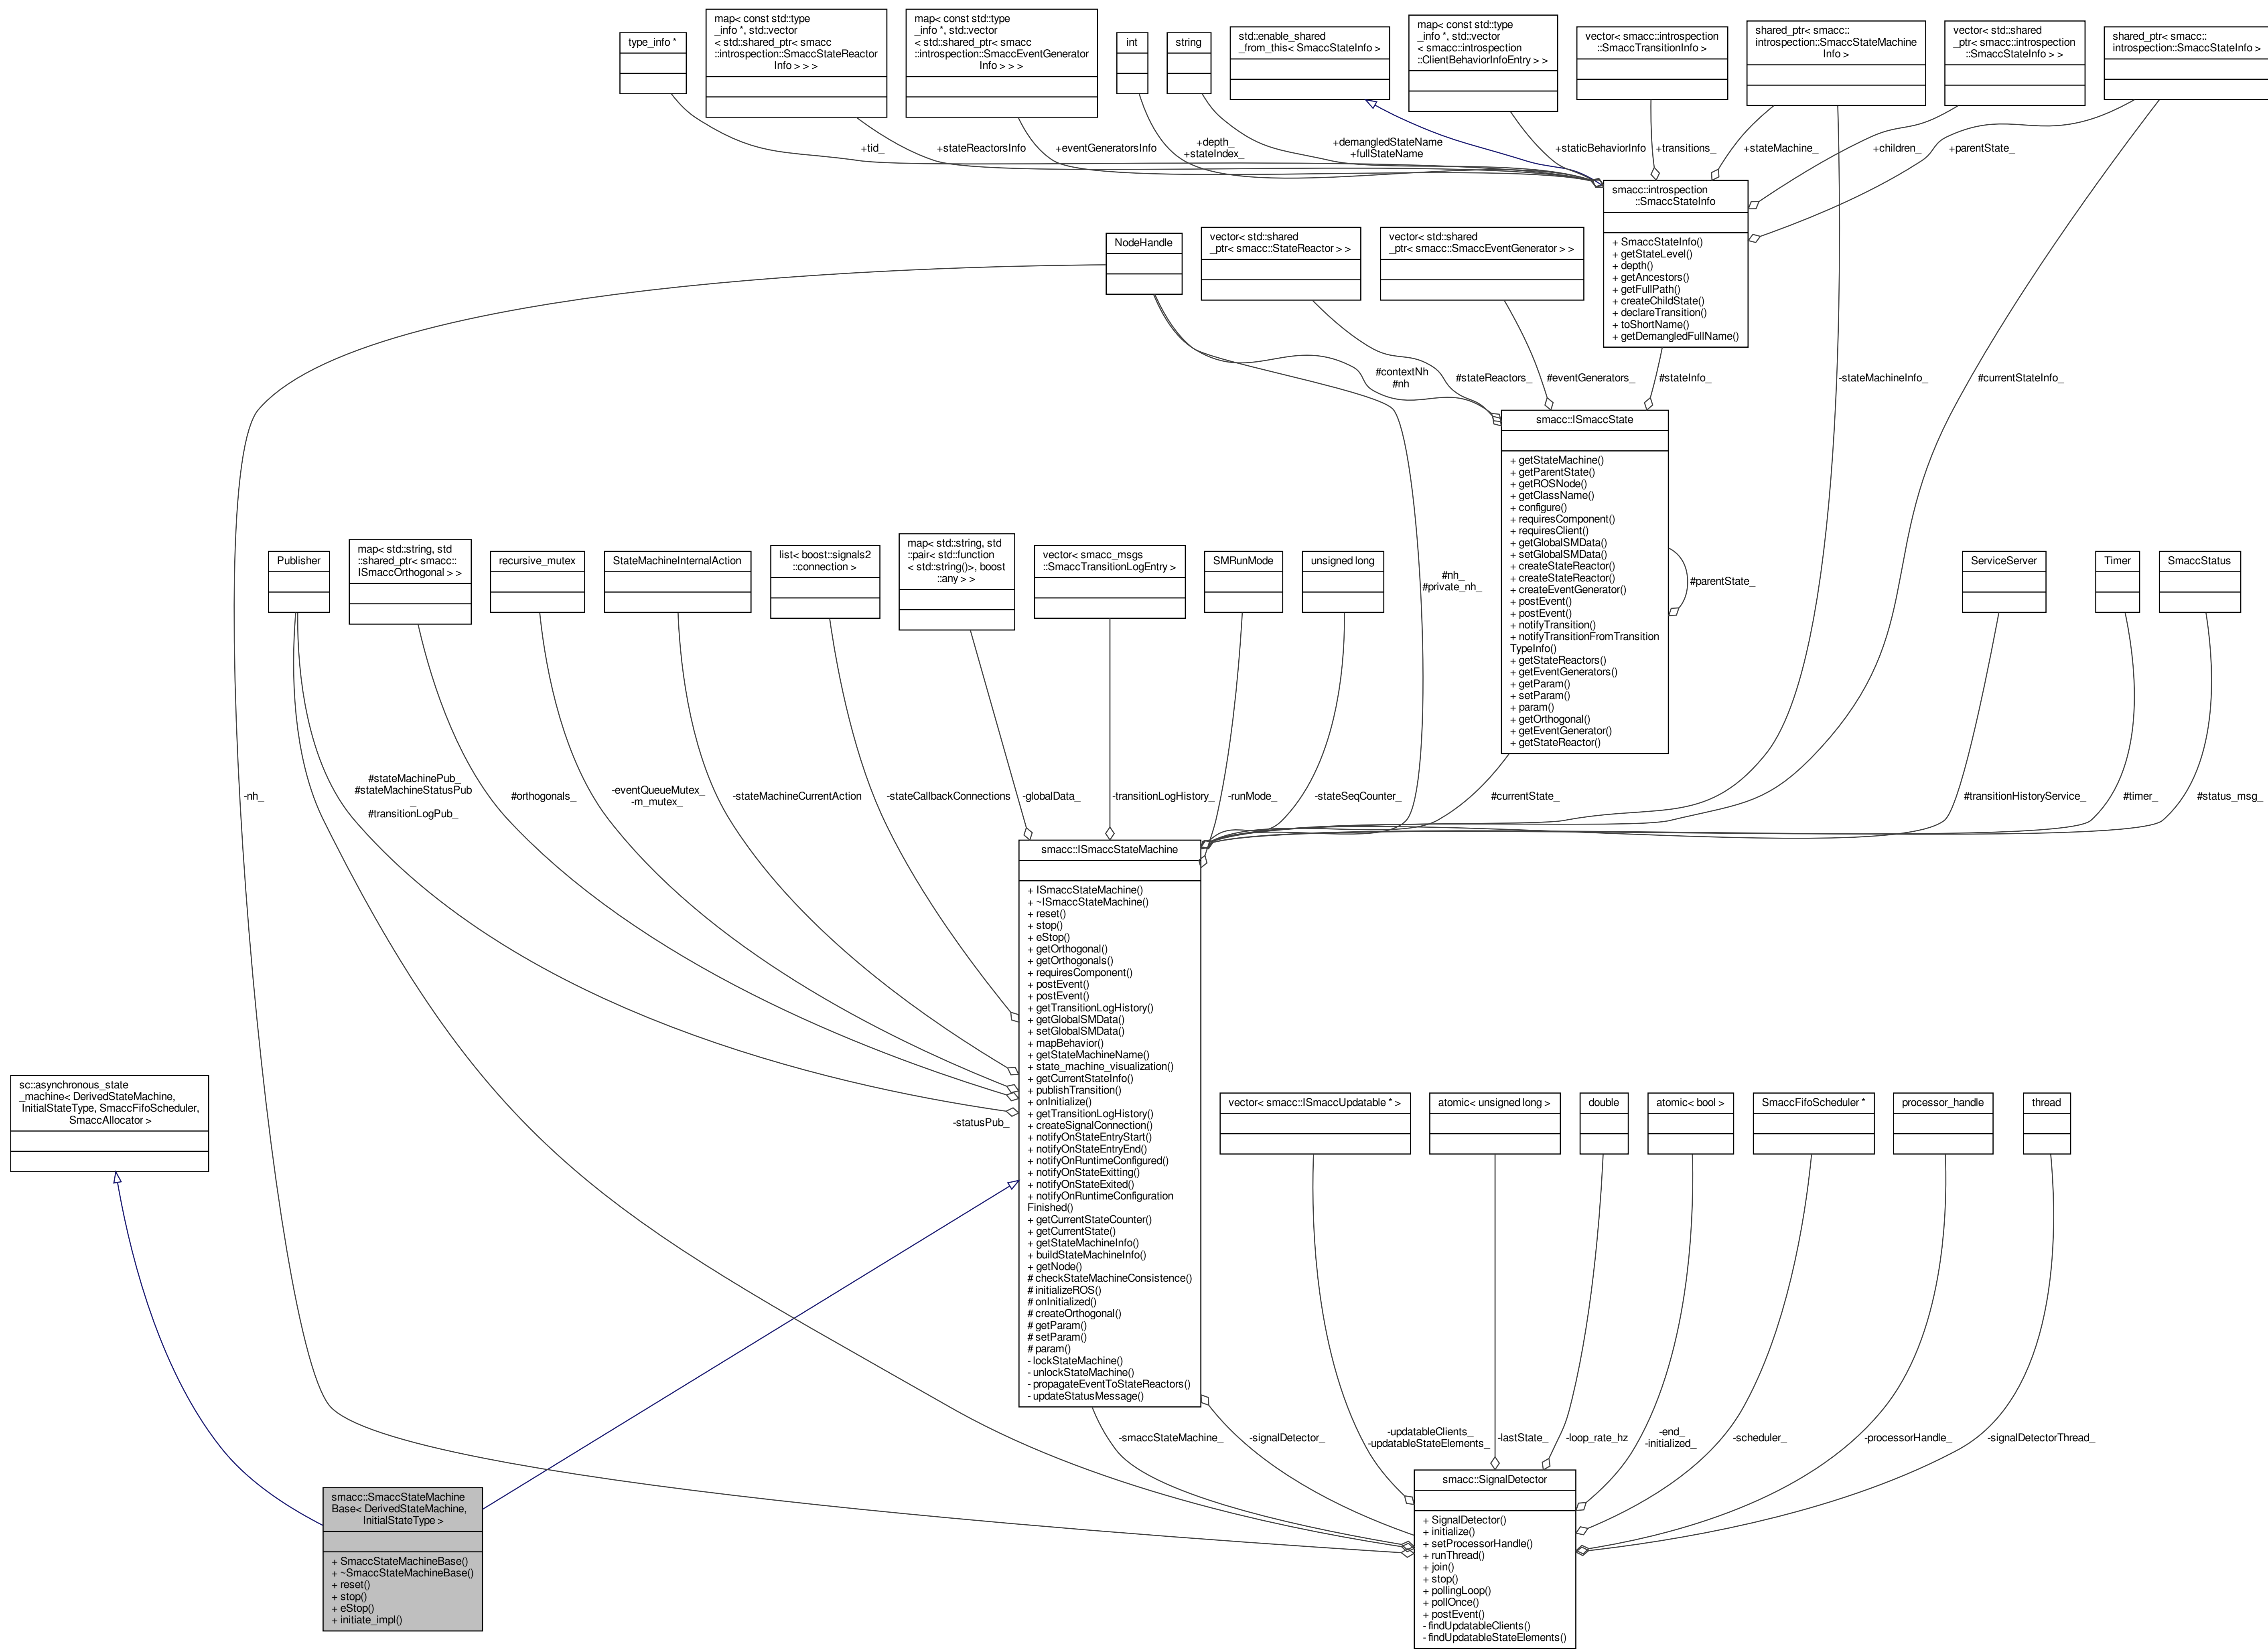 type_info *
map< const std::type
_info *, std::vector
< std::shared_ptr< smacc
::introspection::SmaccStateReactor
Info > > >
map< const std::type
_info *, std::vector
< std::shared_ptr< smacc
::introspection::SmaccEventGenerator
Info > > >
int
string
std::enable_shared
_from_this< SmaccStateInfo >
map< const std::type
_info *, std::vector
< smacc::introspection
::ClientBehaviorInfoEntry > >
vector< smacc::introspection
::SmaccTransitionInfo >
shared_ptr< smacc::
introspection::SmaccStateMachine
Info >
vector< std::shared
_ptr< smacc::introspection
::SmaccStateInfo > >
shared_ptr< smacc::
introspection::SmaccStateInfo >
+tid_
+stateReactorsInfo
+eventGeneratorsInfo
+depth_
+stateIndex_
+demangledStateName
+fullStateName
+staticBehaviorInfo
+transitions_
+stateMachine_
+children_
+parentState_
smacc::introspection
::SmaccStateInfo
+ SmaccStateInfo()
+ getStateLevel()
+ depth()
+ getAncestors()
+ getFullPath()
+ createChildState()
+ declareTransition()
+ toShortName()
+ getDemangledFullName()
NodeHandle
vector< std::shared
_ptr< smacc::StateReactor > >
vector< std::shared
_ptr< smacc::SmaccEventGenerator > >
#contextNh
#nh
#stateReactors_
#eventGenerators_
#stateInfo_
-stateMachineInfo_
#currentStateInfo_
smacc::ISmaccState
+ getStateMachine()
+ getParentState()
+ getROSNode()
+ getClassName()
+ configure()
+ requiresComponent()
+ requiresClient()
+ getGlobalSMData()
+ setGlobalSMData()
+ createStateReactor()
+ createStateReactor()
+ createEventGenerator()
+ postEvent()
+ postEvent()
+ notifyTransition()
+ notifyTransitionFromTransition
TypeInfo()
+ getStateReactors()
+ getEventGenerators()
+ getParam()
+ setParam()
+ param()
+ getOrthogonal()
+ getEventGenerator()
+ getStateReactor()
#parentState_
Publisher
map< std::string, std
::shared_ptr< smacc::
ISmaccOrthogonal > >
recursive_mutex
StateMachineInternalAction
list< boost::signals2
::connection >
map< std::string, std
::pair< std::function
< std::string()>, boost
::any > >
vector< smacc_msgs
::SmaccTransitionLogEntry >
SMRunMode
unsigned long
#nh_
#private_nh_
ServiceServer
Timer
SmaccStatus
-nh_
#stateMachinePub_
#stateMachineStatusPub
_
#transitionLogPub_
#orthogonals_
-eventQueueMutex_
-m_mutex_
-stateMachineCurrentAction
-stateCallbackConnections
-globalData_
-transitionLogHistory_
-runMode_
-stateSeqCounter_
#currentState_
#transitionHistoryService_
#timer_
#status_msg_
smacc::ISmaccStateMachine
+ ISmaccStateMachine()
+ ~ISmaccStateMachine()
+ reset()
+ stop()
+ eStop()
+ getOrthogonal()
+ getOrthogonals()
+ requiresComponent()
+ postEvent()
+ postEvent()
+ getTransitionLogHistory()
+ getGlobalSMData()
+ setGlobalSMData()
+ mapBehavior()
+ getStateMachineName()
+ state_machine_visualization()
+ getCurrentStateInfo()
+ publishTransition()
+ onInitialize()
+ getTransitionLogHistory()
+ createSignalConnection()
+ notifyOnStateEntryStart()
+ notifyOnStateEntryEnd()
+ notifyOnRuntimeConfigured()
+ notifyOnStateExitting()
+ notifyOnStateExited()
+ notifyOnRuntimeConfiguration
Finished()
+ getCurrentStateCounter()
+ getCurrentState()
+ getStateMachineInfo()
+ buildStateMachineInfo()
+ getNode()
# checkStateMachineConsistence()
# initializeROS()
# onInitialized()
# createOrthogonal()
# getParam()
# setParam()
# param()
- lockStateMachine()
- unlockStateMachine()
- propagateEventToStateReactors()
- updateStatusMessage()
-statusPub_
sc::asynchronous_state
_machine< DerivedStateMachine,
InitialStateType, SmaccFifoScheduler,
SmaccAllocator >
vector< smacc::ISmaccUpdatable * >
atomic< unsigned long >
double
atomic< bool >
SmaccFifoScheduler *
processor_handle
thread
-smaccStateMachine_
-signalDetector_
-updatableClients_
-updatableStateElements_
-lastState_
-loop_rate_hz
-end_
-initialized_
-scheduler_
-processorHandle_
-signalDetectorThread_
smacc::SmaccStateMachine
Base< DerivedStateMachine,
InitialStateType >
+ SmaccStateMachineBase()
+ ~SmaccStateMachineBase()
+ reset()
+ stop()
+ eStop()
+ initiate_impl()
smacc::SignalDetector
+ SignalDetector()
+ initialize()
+ setProcessorHandle()
+ runThread()
+ join()
+ stop()
+ pollingLoop()
+ pollOnce()
+ postEvent()
- findUpdatableClients()
- findUpdatableStateElements()